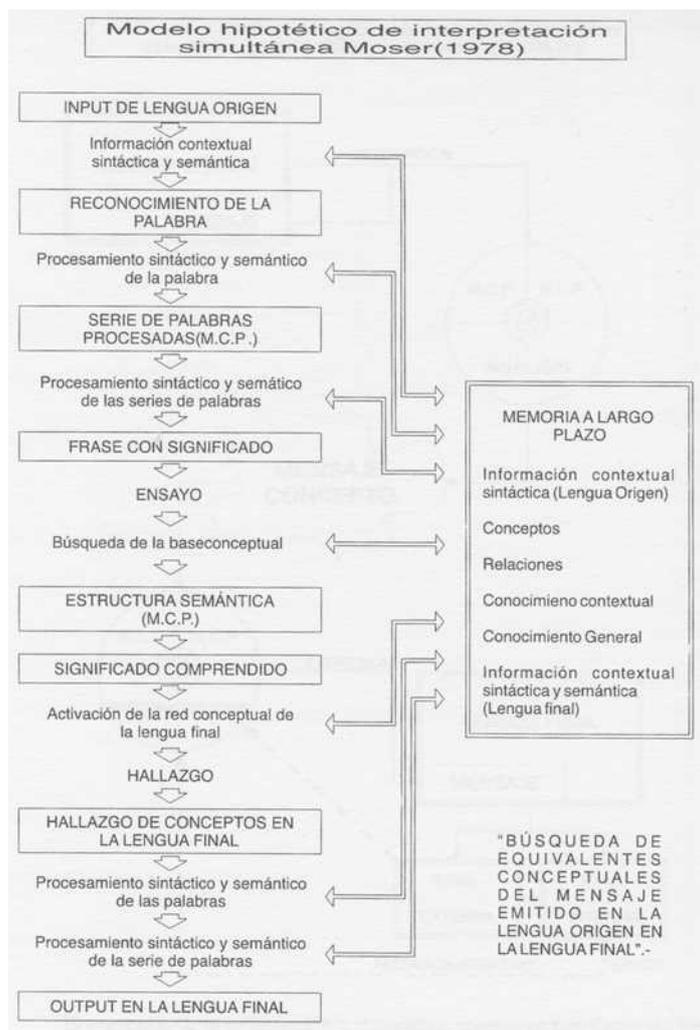 Modelo hipotético de interpretación
simultánea Moser(1978)
INPUT DE LENGUA ORIGEN
Información contextual
sintáctica y semántica
RECONOCIMIENTO DE LA
PALABRA
Procesamiento sintáctico y semántico
de la palabra
SERIE DE PALABRAS
PROCESADAS(M.C.P.)
Procesamiento sintáctico y semático
de las series de palabras
FRASE CON SIGNIFICADO
ENSAYO
Búsqueda de la baseconceptual
ESTRUCTURA SEMÁNTICA
(M.C.P.)
SIGNIFICADO COMPRENDIDO
Activación de la red conceptual de
la lengua final
HALLAZGO
HALLAZGO DE CONCEPTOS EN
LA LENGUA FINAL
Procesamiento sintáctico y semántico
de las palabras
Procesamiento sintáctico y semántico
de la serie de palabras
OUTPUT EN LA LENGUA FINAL
MEMORIA A LARGO
PLAZO
Información contextual
sintáctica (Lengua Origen)
Conceptos
Relaciones
Conocimieno contextual
Conocimiento General
Información contextual
sintáctica y semántica
(Lengua final)
"BÚSQUEDA DE
EQUIVALENTES
CONCEPTUALES
DEL MENSAJE
EMITIDO EN LA
LENGUA ORIGEN EN
LA LENGUA FINAL".-